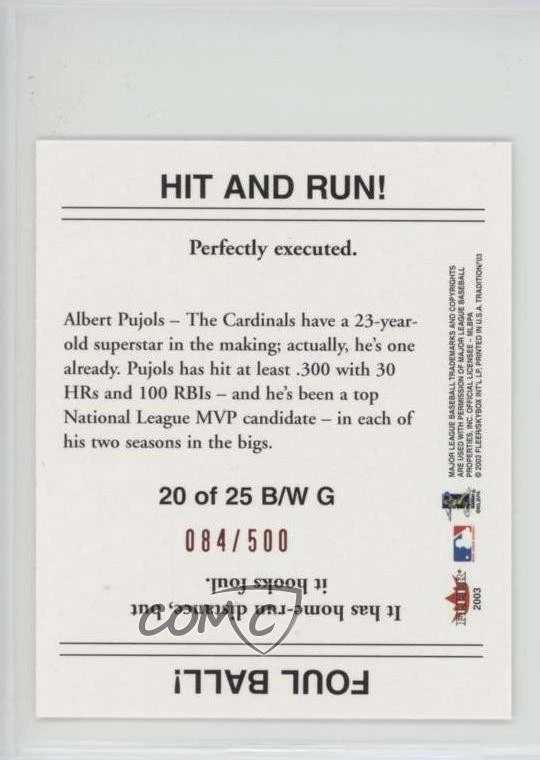 HIT AND RUN!
Perfectly executed.
Albert Pujols – The Cardinals have a 23-year-
old superstar in the making; actually, he's one
already. Pujols has hit at least .300 with 30
HRs and 100 RBIs – and he's been a top
National League MVP candidate – in each of
his two seasons in the bigs.
20 of 25 B/W G
084/500
FOUL BALL!
It has home-run distance, but
it hooks foul.
COMC
MAJOR LEAGUE BASEBALL TRADEMARKS AND COPYRIGHTS
ARE USED WITH PERMISSION OF MAJOR LEAGUE BASEBALL
PROPERTIES, INC. OFFICIAL LICENSEE – MLBPA
© 2003 FLEER/SKYBOX INT'L LP, PRINTED IN U.S.A. TRADITION'03
©MLBPA
FLEER
2003